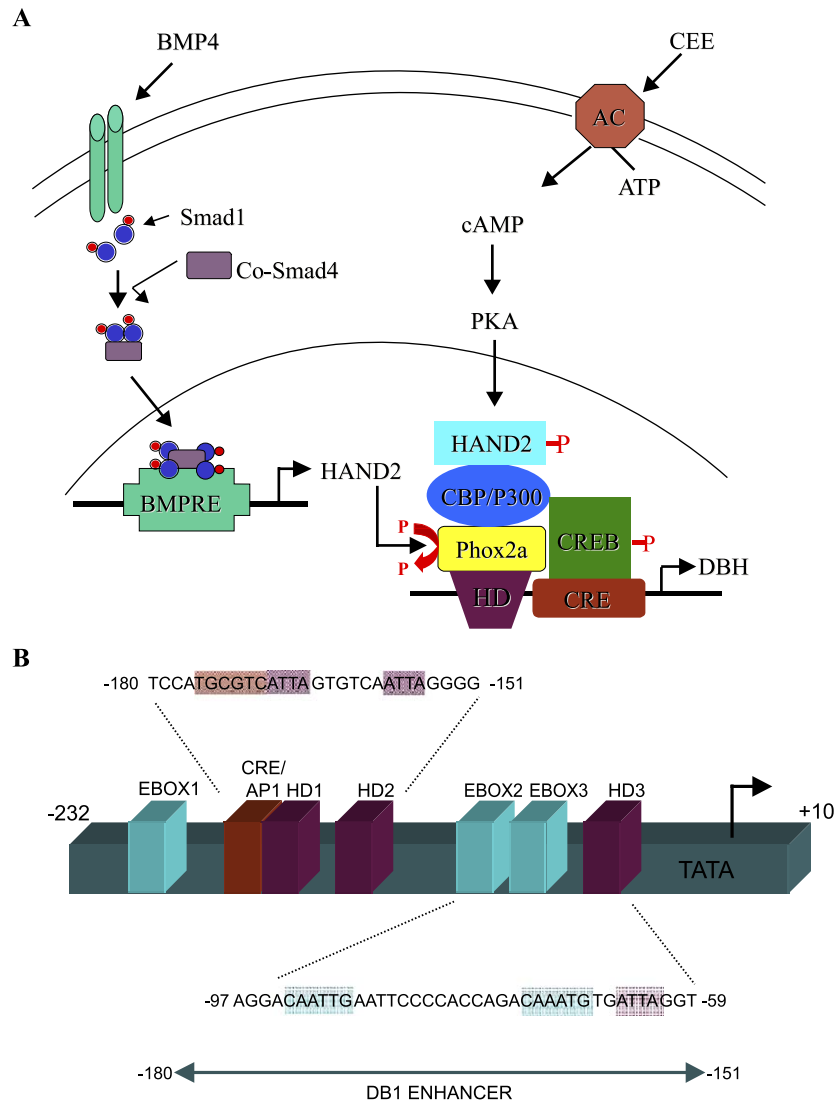 A
BMP4
CEE
AC
ATP
Smad1
cAMP
Co-Smad4
PKA
HAND2
P
HAND2
CBP/P300
BMPRE
P
Phox2a
CREB
P
P
DBH
HD
CRE
B
-180 TCCATGCGTCATTAGTGTCAATTAGGGG -151
EBOX1
CRE/
AP1
HD1
HD2
EBOX2
EBOX3
HD3
-232
+10
TATA
-97 AGGACAATTGAATTCCCCACCAGACAAATGTGATTAGGT -59
-180
-151
DB1 ENHANCER